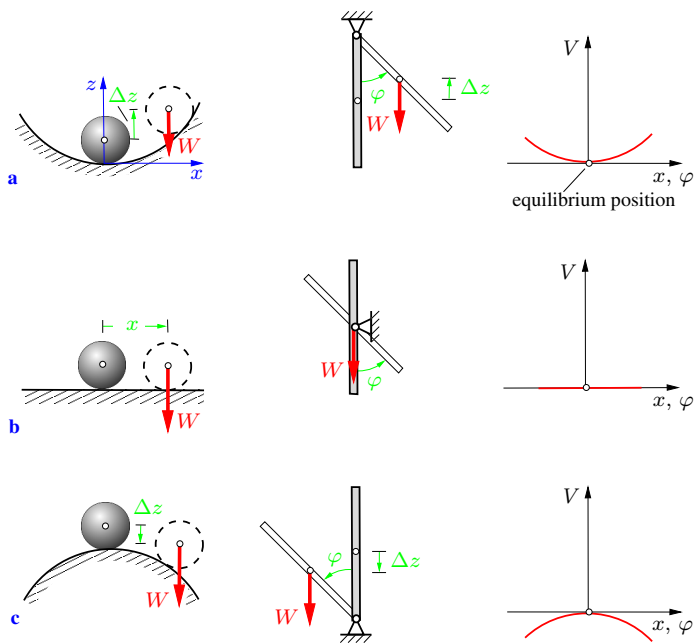 z
Δz
W
x
a
φ
W
Δz
V
x, φ
equilibrium position
x
W
b
W
φ
V
x, φ
Δz
W
c
φ
Δz
W
V
x, φ